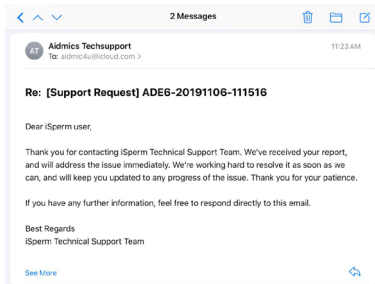 2 Messages
AT
Aidmics Techsupport
11:23 AM
To: aidmic4u@icloud.com >
Re: [Support Request] ADE6-20191106-111516
Dear iSperm user,
Thank you for contacting iSperm Technical Support Team. We've received your report,
and will address the issue immediately. We're working hard to resolve it as soon as we
can, and will keep you updated to any progress of the issue. Thank you for your patience.
If you have any further information, feel free to respond directly to this email.
Best Regards
iSperm Technical Support Team
See More